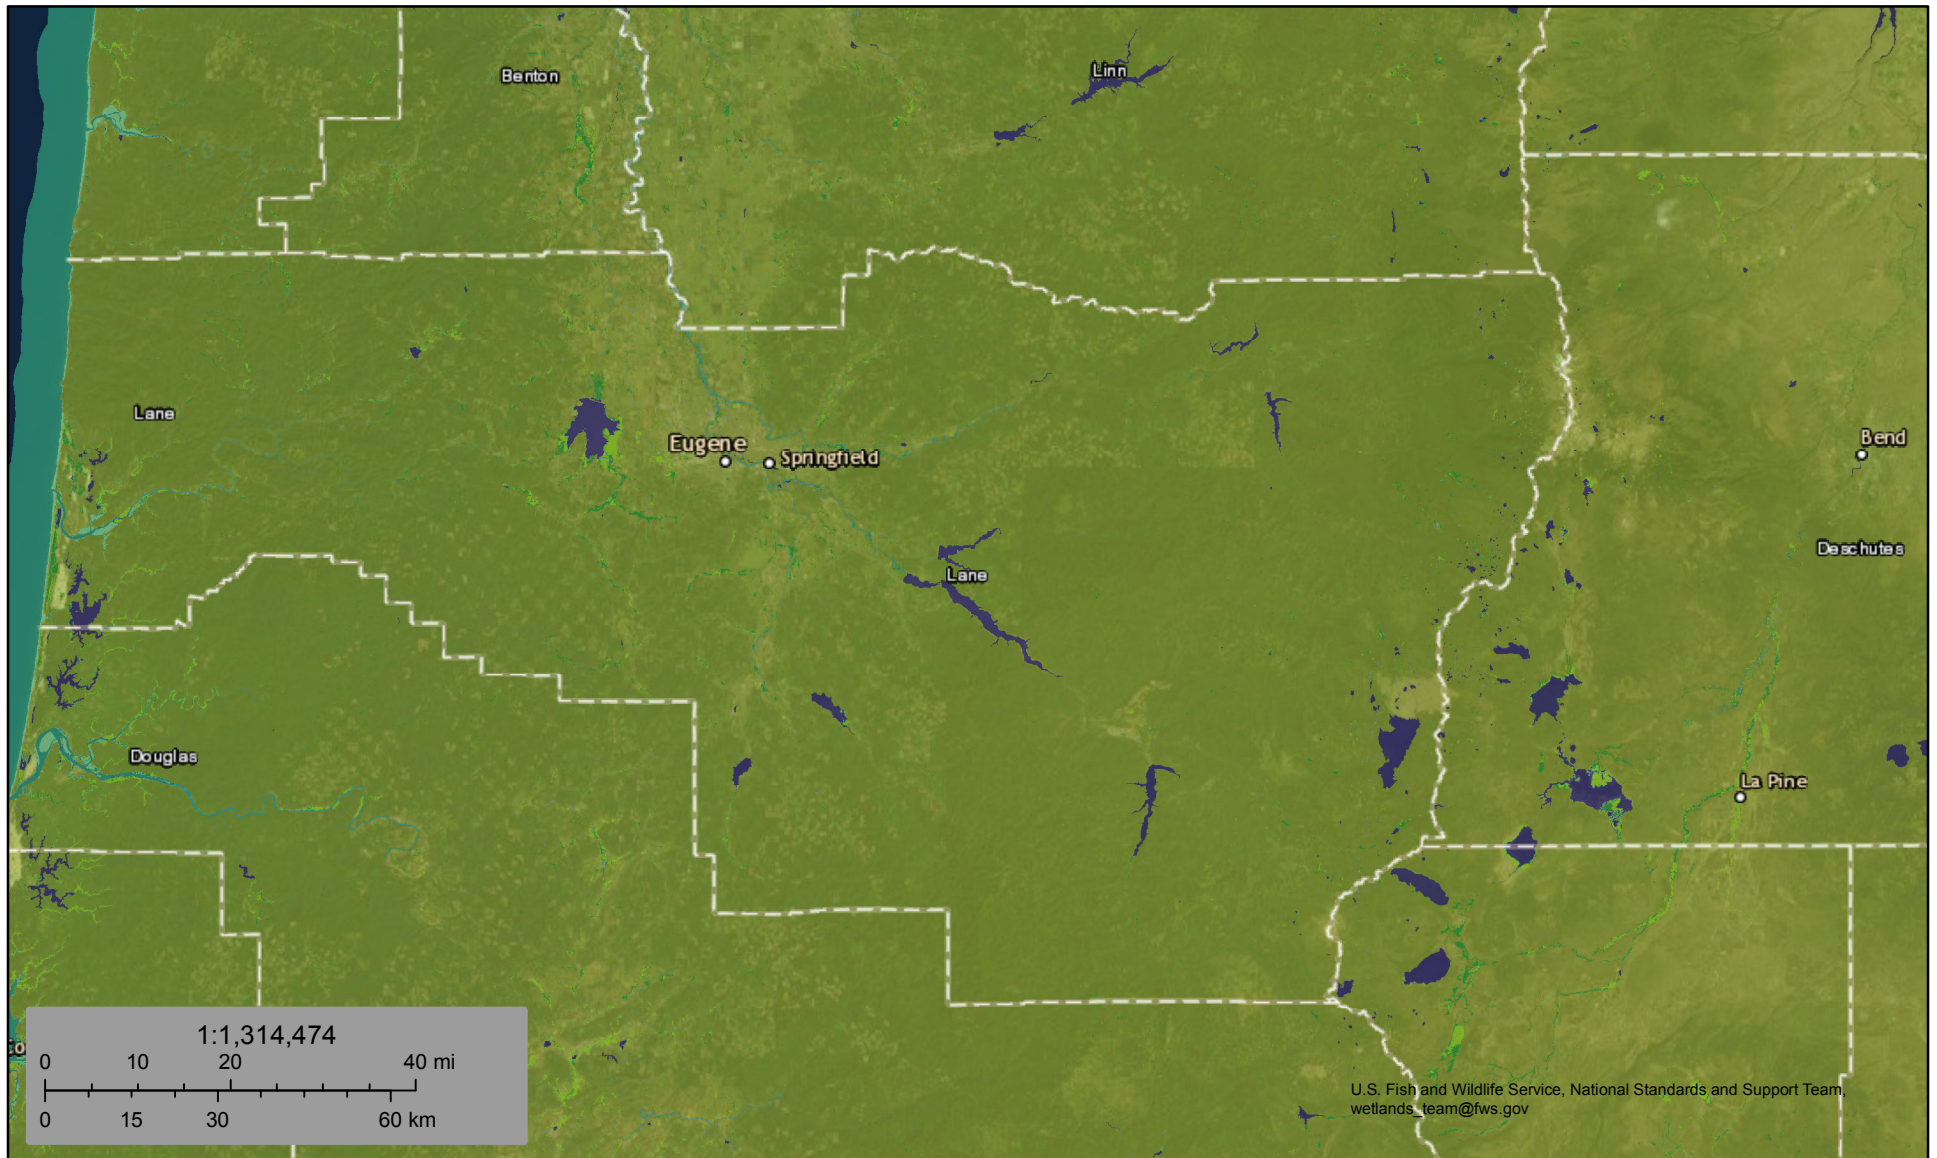 Benton
Linn
Lane
Eugene
Springfield
Bend
Deschutes
Lane
Douglas
La Pine
1:1,314,474
0 10 20 40 mi
0 15 30 60 km
U.S. Fish and Wildlife Service, National Standards and Support Team,
wetlands_team@fws.gov